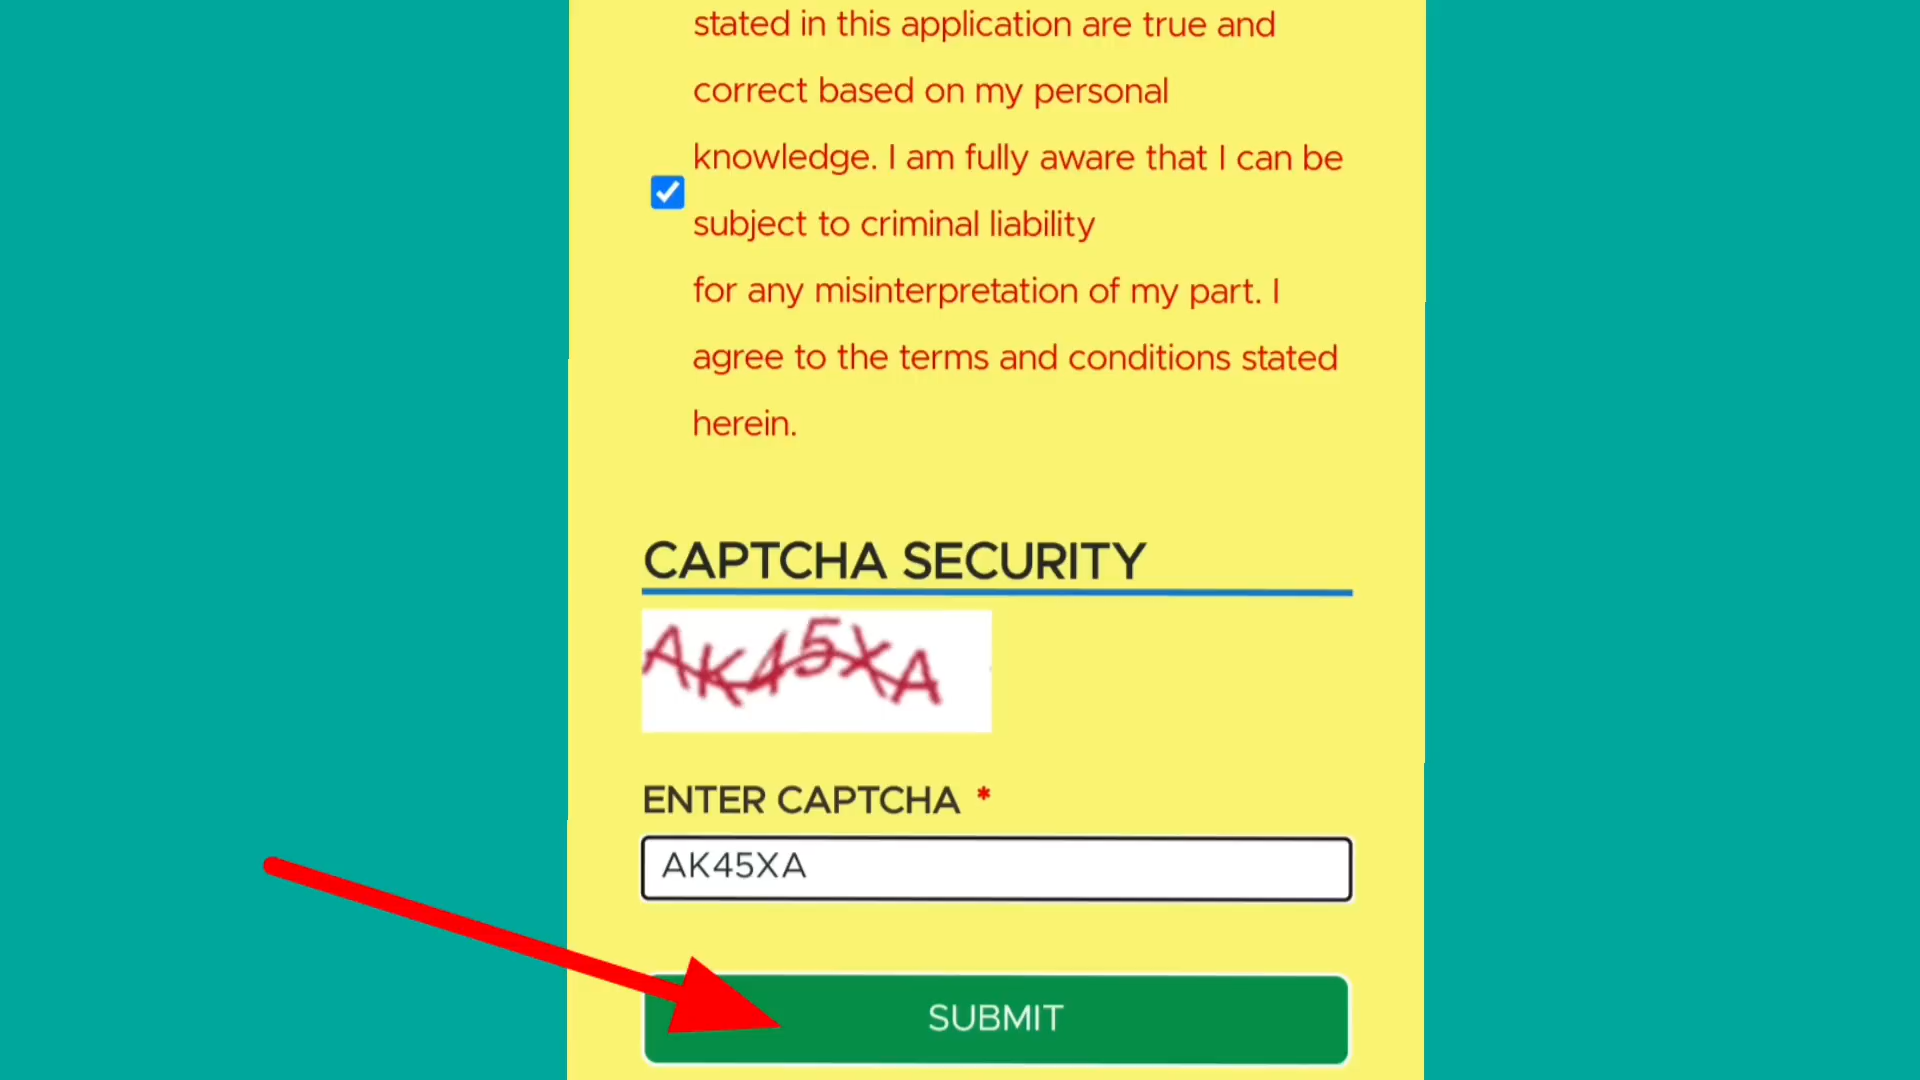 stated in this application are true and
correct based on my personal
knowledge. I am fully aware that I can be
subject to criminal liability
for any misinterpretation of my part. I
agree to the terms and conditions stated
herein.
CAPTCHA SECURITY
AK45XA
ENTER CAPTCHA *
AK45XA
SUBMIT